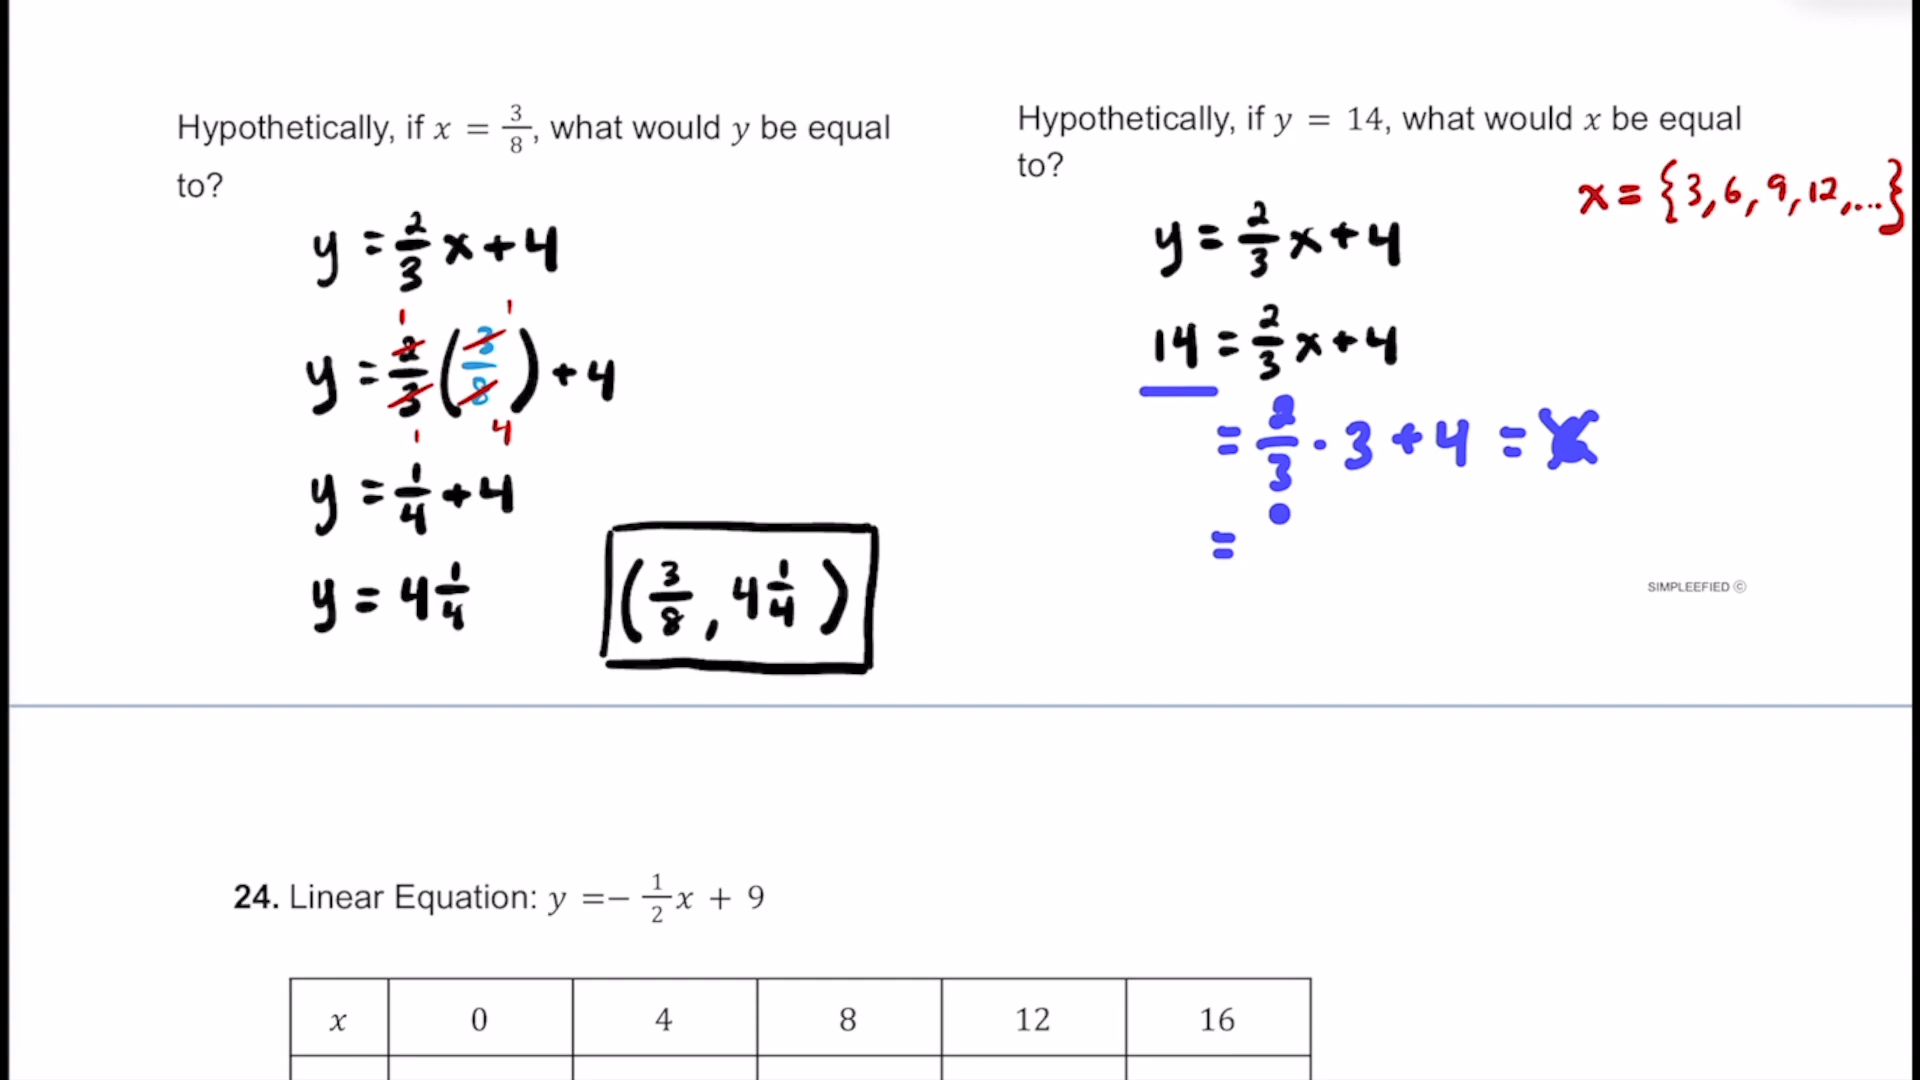 Hypothetically, if x = 3/8, what would y be equal
to?
y = 2/3 x + 4
y = 2/3 (3/8) + 4
1 1
1 4
y = 1/4 + 4
y = 4 1/4
(3/8, 4 1/4)
Hypothetically, if y = 14, what would x be equal
to?
x = {3, 6, 9, 12, ...}
y = 2/3 x + 4
14 = 2/3 x + 4
= 2/3 · 3 + 4 =
=
SIMPLEEFIED ©
24. Linear Equation: y =− 1/2 x + 9
x 0 4 8 12 16